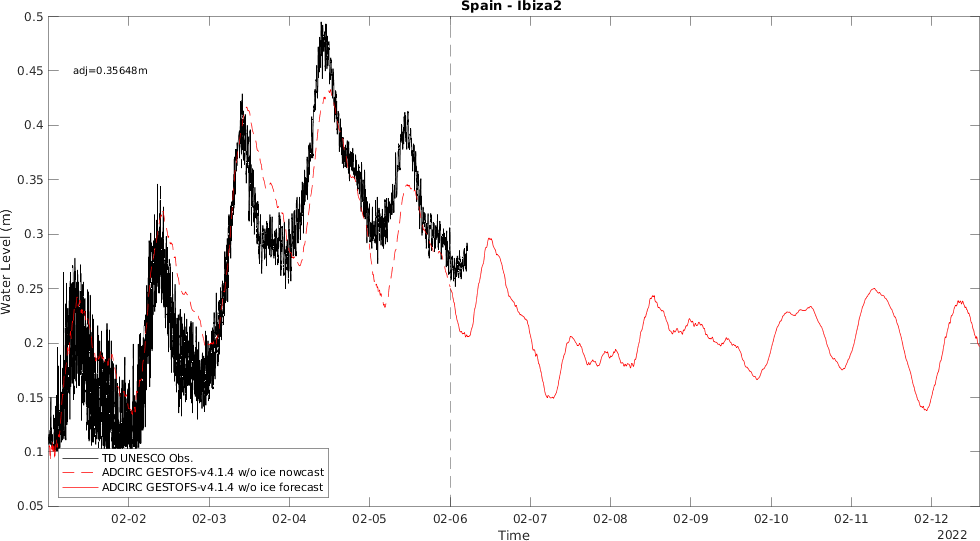 Spain - Ibiza2
adj=0.35648m
Water Level (m)
0.5
0.45
0.4
0.35
0.3
0.25
0.2
0.15
0.1
0.05
TD UNESCO Obs.
ADCIRC GESTOFS-v4.1.4 w/o ice nowcast
ADCIRC GESTOFS-v4.1.4 w/o ice forecast
02-02 02-03 02-04 02-05 02-06 02-07 02-08 02-09 02-10 02-11 02-12
Time
2022